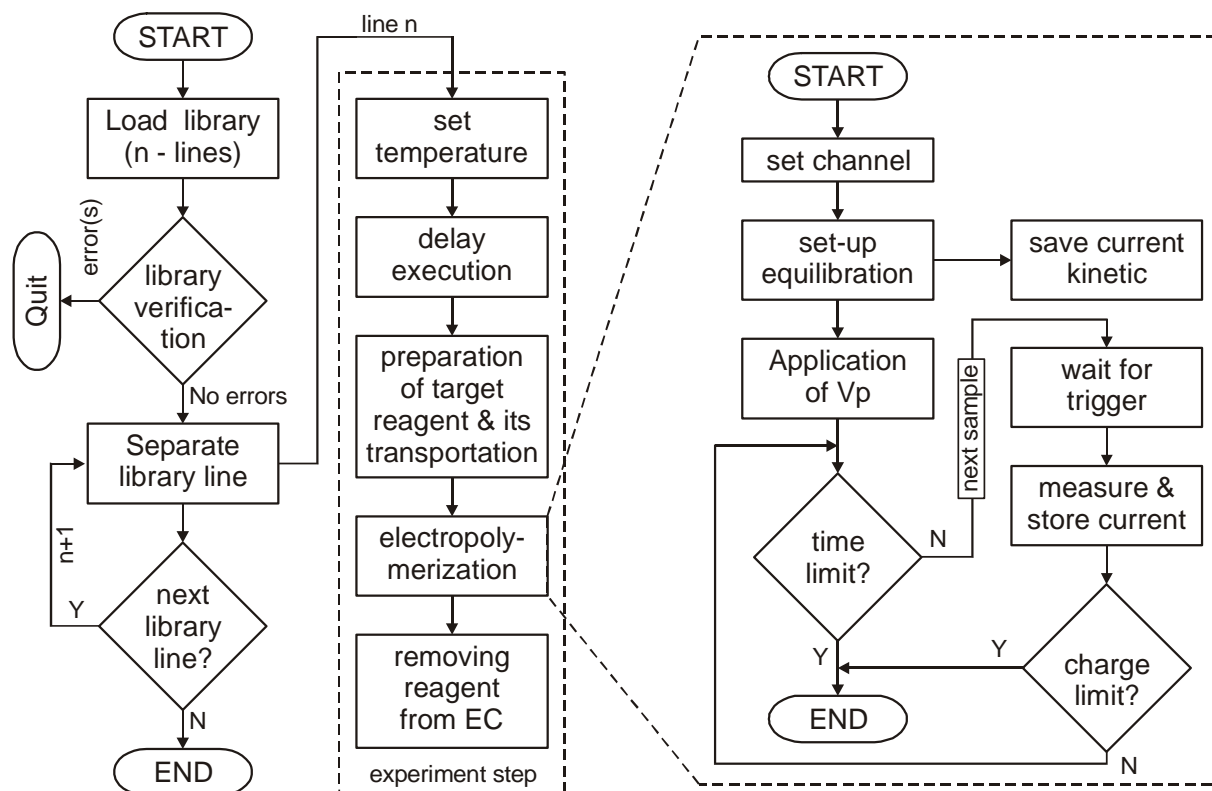 START
Load library
(n - lines)
error(s)
Quit
library
verifica-
tion
No errors
Separate
library line
n+1
Y
next
library
line?
N
END
line n
set
temperature
delay
execution
preparation
of target
reagent & its
transportation
electropoly-
merization
removing
reagent
from EC
experiment step
START
set channel
set-up
equilibration
save current
kinetic
Application
of Vp
next sample
wait for
trigger
measure &
store current
time
limit?
N
Y
Y
charge
limit?
END
N